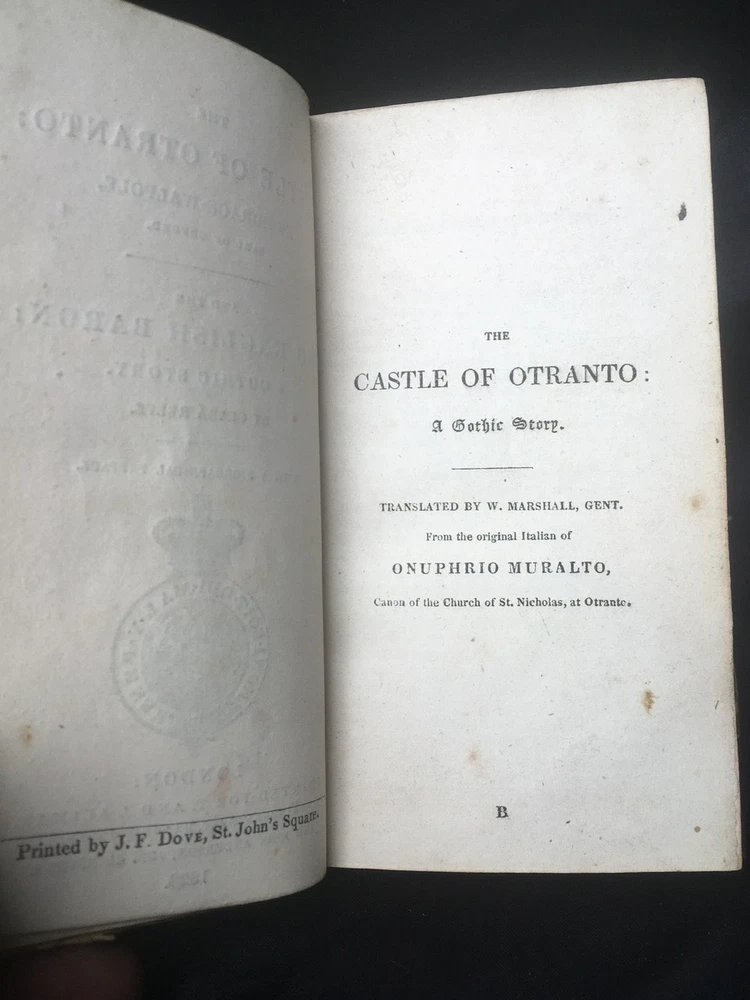 Printed by J. F. Dove, St. John's Square.
THE
CASTLE OF OTRANTO:
A Gothic Story.
TRANSLATED BY W. MARSHALL, GENT.
From the original Italian of
ONUPHRIO MURALTO,
Canon of the Church of St. Nicholas, at Otranto.
B